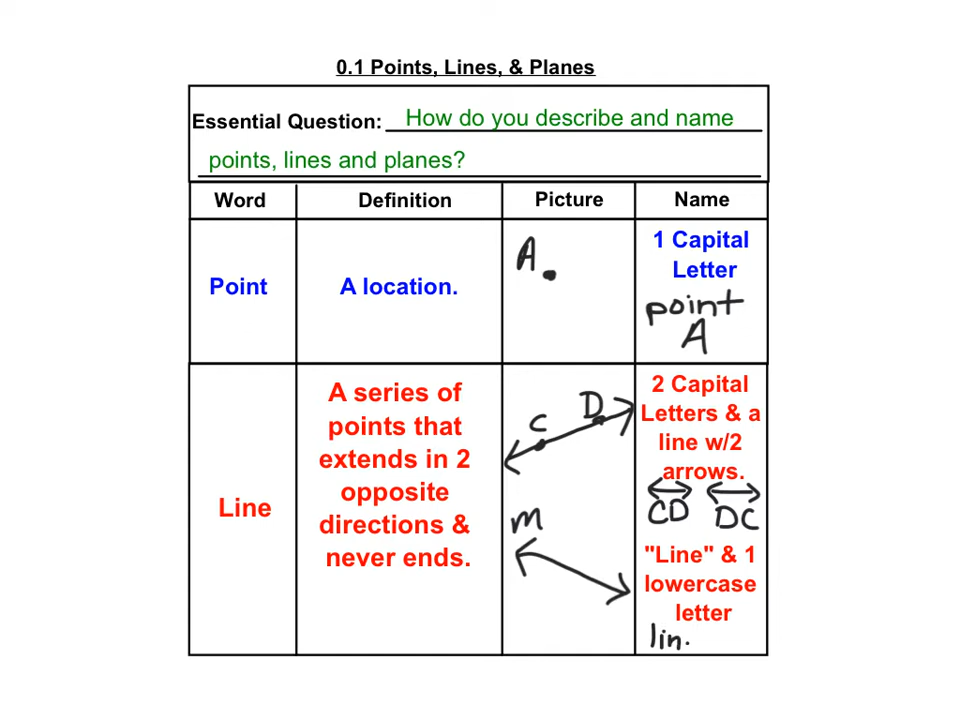 0.1 Points, Lines, & Planes
Essential Question: How do you describe and name
points, lines and planes?
Word Definition Picture Name
Point
A location.
A
1 Capital
Letter
point
A
Line
A series of
points that
extends in 2
opposite
directions &
never ends.
C D
m
2 Capital
Letters & a
line w/2
arrows.
CD DC
"Line" & 1
lowercase
letter
lin